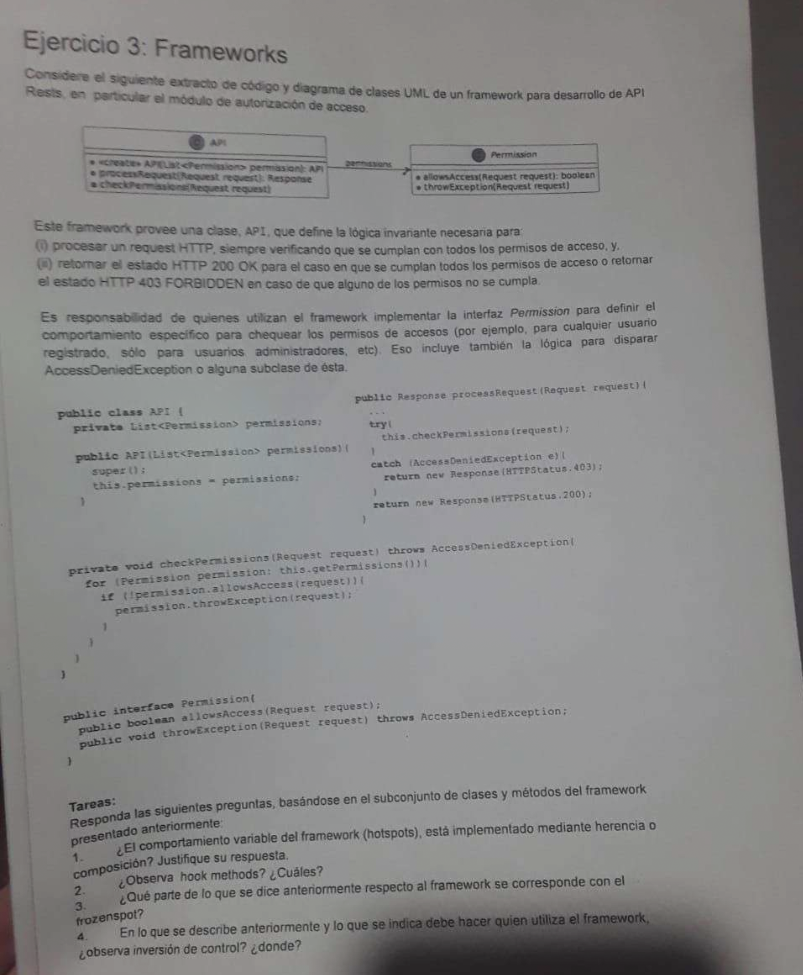 Ejercicio 3: Frameworks
Considere el siguiente extracto de código y diagrama de clases UML de un framework para desarrollo de API
Rests, en particular el módulo de autorización de acceso.
API
<create> API(List<Permission> permission): API
processRequest(Request request): Response
checkPermissions(Request request)
permissions
Permission
allowsAccess(Request request): boolean
throwException(Request request)
Este framework provee una clase, API, que define la lógica invariante necesaria para:
(i) procesar un request HTTP, siempre verificando que se cumplan con todos los permisos de acceso, y,
(ii) retornar el estado HTTP 200 OK para el caso en que se cumplan todos los permisos de acceso o retornar
el estado HTTP 403 FORBIDDEN en caso de que alguno de los permisos no se cumpla.
Es responsabilidad de quienes utilizan el framework implementar la interfaz Permission para definir el
comportamiento específico para chequear los permisos de accesos (por ejemplo, para cualquier usuario
registrado, sólo para usuarios administradores, etc). Eso incluye también la lógica para disparar
AccessDeniedException o alguna subclase de ésta.
public class API {
private List<Permission> permissions;
public API(List<Permission> permissions){
super();
this.permissions = permissions;
}
public Response processRequest(Request request){
...
try{
this.checkPermissions(request);
}
catch (AccessDeniedException e){
return new Response(HTTPStatus.403);
}
return new Response(HTTPStatus.200);
}
private void checkPermissions(Request request) throws AccessDeniedException{
for (Permission permission: this.getPermissions()){
if (!permission.allowsAccess(request)){
permission.throwException(request);
}
}
}
}
public interface Permission{
public boolean allowsAccess(Request request);
public void throwException(Request request) throws AccessDeniedException;
}
Tareas:
Responda las siguientes preguntas, basándose en el subconjunto de clases y métodos del framework
presentado anteriormente:
1. ¿El comportamiento variable del framework (hotspots), está implementado mediante herencia o
composición? Justifique su respuesta.
2. ¿Observa hook methods? ¿Cuáles?
3. ¿Qué parte de lo que se dice anteriormente respecto al framework se corresponde con el
frozenspot?
4. En lo que se describe anteriormente y lo que se indica debe hacer quien utiliza el framework,
¿observa inversión de control? ¿donde?